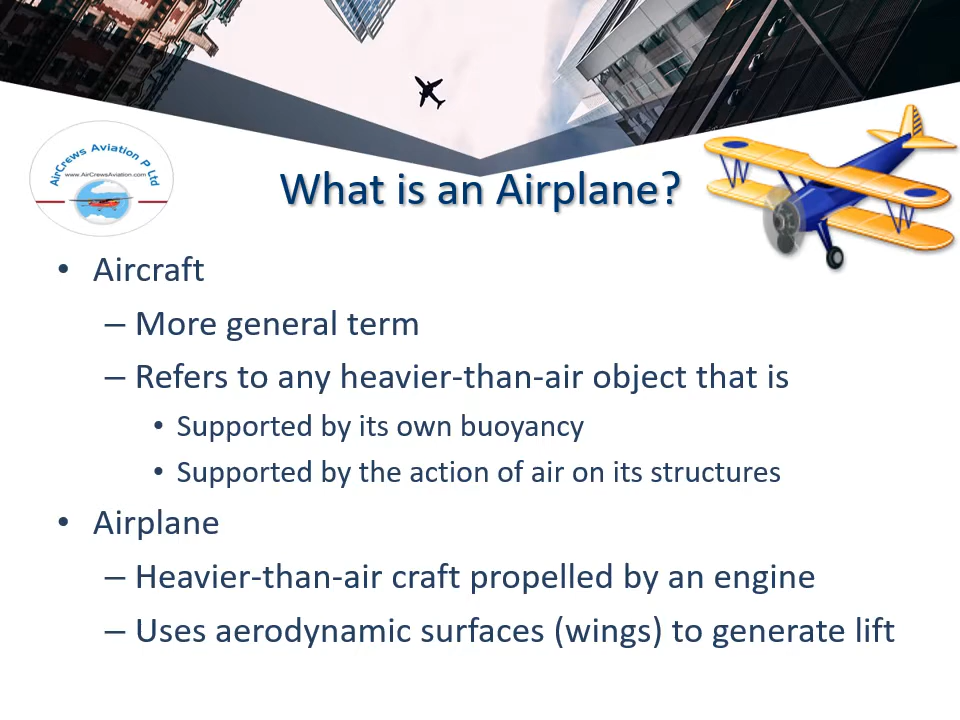 AirCrews Aviation P Ltd
www.AirCrewsAviation.com
What is an Airplane?
• Aircraft
– More general term
– Refers to any heavier-than-air object that is
• Supported by its own buoyancy
• Supported by the action of air on its structures
• Airplane
– Heavier-than-air craft propelled by an engine
– Uses aerodynamic surfaces (wings) to generate lift